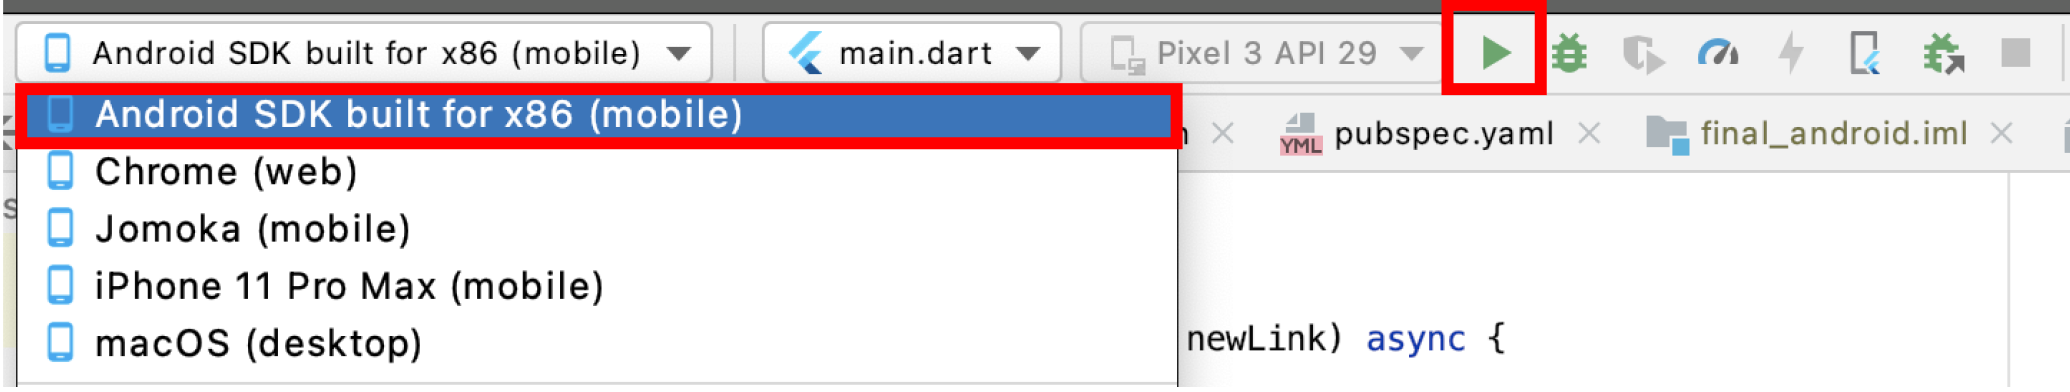 Android SDK built for x86 (mobile) main.dart Pixel 3 API 29
Android SDK built for x86 (mobile)
pubspec.yaml final_android.iml
YML
Chrome (web)
Jomoka (mobile)
iPhone 11 Pro Max (mobile)
macOS (desktop)
newLink) async {